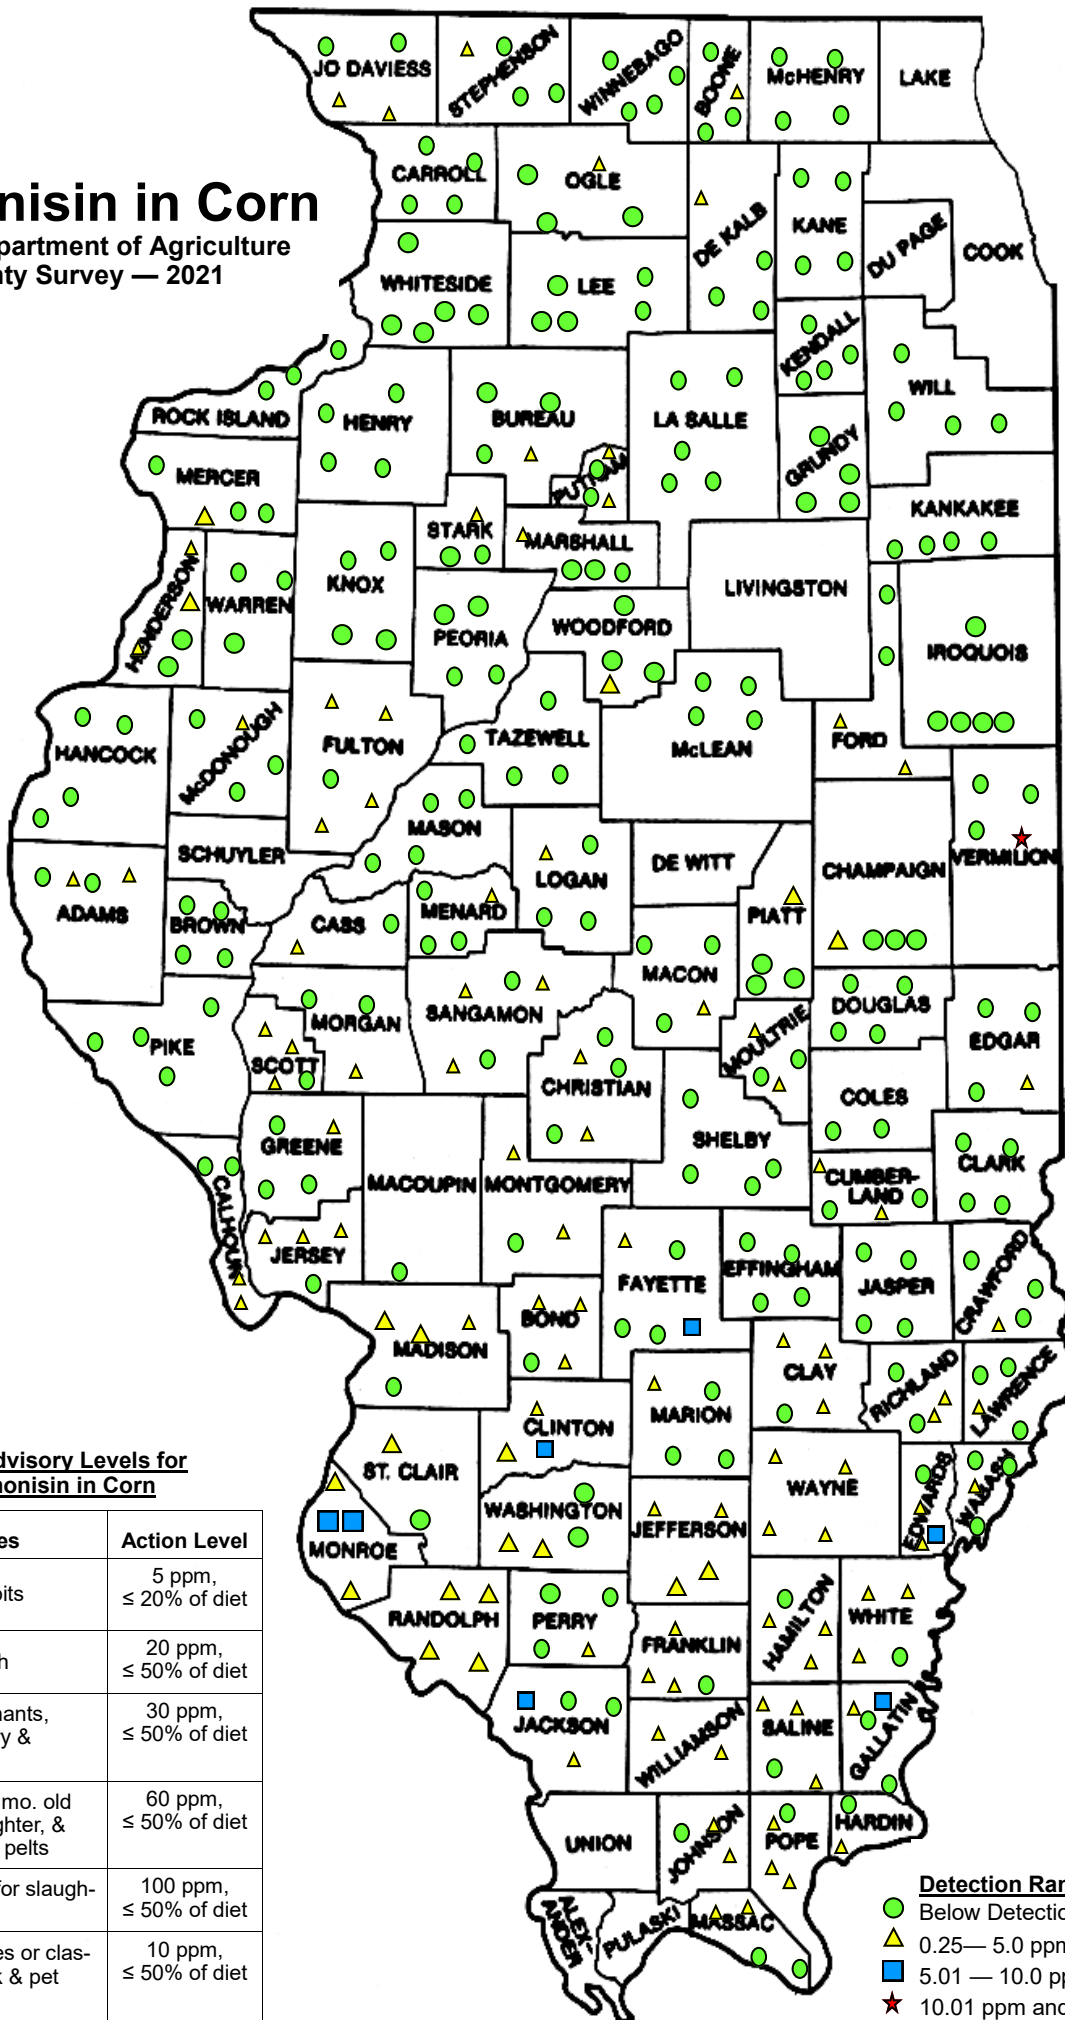 nisin in Corn
partment of Agriculture
nty Survey — 2021
JO DAVIESS
STEPHENSON
WINNEBAGO
BOONE
McHENRY
LAKE
CARROLL
OGLE
DE KALB
KANE
DU PAGE
COOK
WHITESIDE
LEE
KENDALL
WILL
ROCK ISLAND
HENRY
BUREAU
LA SALLE
GRUNDY
MERCER
PUTNAM
KANKAKEE
STARK
MARSHALL
HENDERSON
WARREN
KNOX
PEORIA
WOODFORD
LIVINGSTON
IROQUOIS
HANCOCK
McDONOUGH
FULTON
TAZEWELL
McLEAN
FORD
SCHUYLER
MASON
LOGAN
DE WITT
CHAMPAIGN
VERMILION
ADAMS
BROWN
CASS
MENARD
PIATT
MACON
PIKE
SCOTT
MORGAN
SANGAMON
CHRISTIAN
MOULTRIE
DOUGLAS
EDGAR
COLES
SHELBY
GREENE
MACOUPIN
MONTGOMERY
CUMBER-
LAND
CLARK
CALHOUN
JERSEY
FAYETTE
EFFINGHAM
JASPER
CRAWFORD
MADISON
BOND
CLAY
RICHLAND
LAWRENCE
CLINTON
MARION
ST. CLAIR
WASHINGTON
JEFFERSON
WAYNE
EDWARDS
WABASH
MONROE
RANDOLPH
PERRY
FRANKLIN
HAMILTON
WHITE
JACKSON
WILLIAMSON
SALINE
GALLATIN
UNION
JOHNSON
POPE
HARDIN
ALEX-
ANDER
PULASKI
MASSAC
dvisory Levels for
nonisin in Corn
es
Action Level
bits
5 ppm,
≤ 20% of diet
h
20 ppm,
≤ 50% of diet
nants,
y &
30 ppm,
≤ 50% of diet
mo. old
ghter, &
pelts
60 ppm,
≤ 50% of diet
for slaugh-
100 ppm,
≤ 50% of diet
es or clas-
k & pet
10 ppm,
≤ 50% of diet
Detection Ran
Below Detectio
0.25— 5.0 ppm
5.01 — 10.0 p
10.01 ppm and